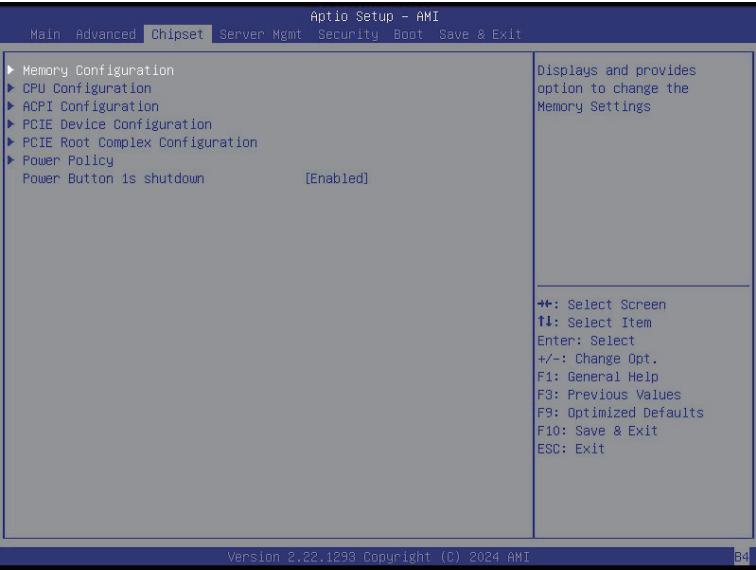 Aptio Setup – AMI
Main Advanced Chipset Server Mgmt Security Boot Save & Exit
Memory Configuration
CPU Configuration
ACPI Configuration
PCIE Device Configuration
PCIE Root Complex Configuration
Power Policy
Power Button 1s shutdown [Enabled]
Displays and provides
option to change the
Memory Settings
→←: Select Screen
↑↓: Select Item
Enter: Select
+/-: Change Opt.
F1: General Help
F3: Previous Values
F9: Optimized Defaults
F10: Save & Exit
ESC: Exit
Version 2.22.1293 Copyright (C) 2024 AMI
B4